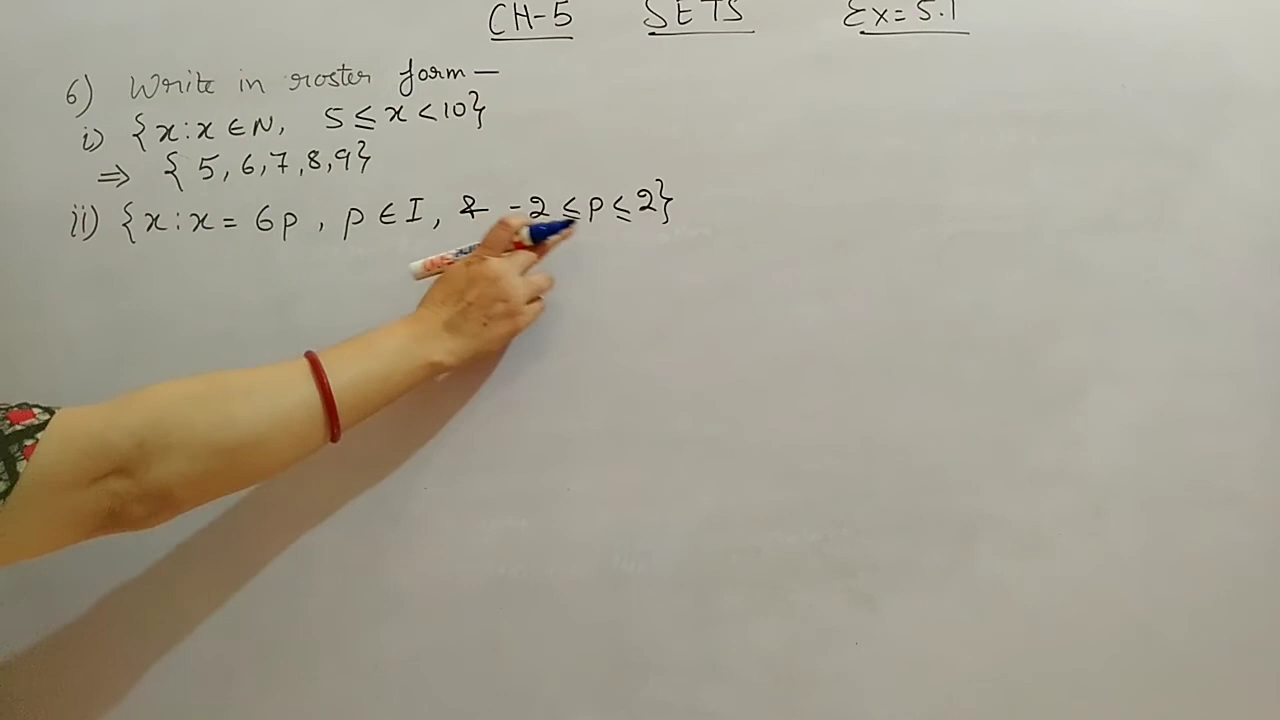 CH-5 SETS Ex = 5.1
6) Write in roster form —
i) {x : x ∈ N, 5 ≤ x < 10}
⇒ { 5, 6, 7, 8, 9}
ii) {x : x = 6p , p ∈ I, & -2 ≤ p ≤ 2}